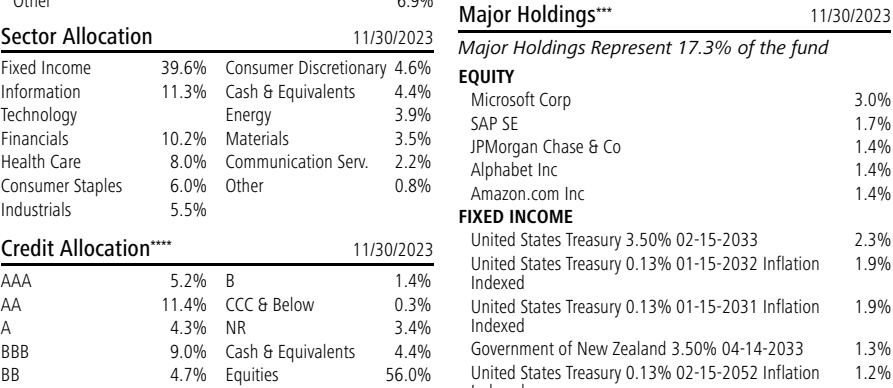 Other 6.9%
Sector Allocation 11/30/2023
Fixed Income 39.6% Consumer Discretionary 4.6%
Information 11.3% Cash & Equivalents 4.4%
Technology Energy 3.9%
Financials 10.2% Materials 3.5%
Health Care 8.0% Communication Serv. 2.2%
Consumer Staples 6.0% Other 0.8%
Industrials 5.5%
Credit Allocation**** 11/30/2023
AAA 5.2% B 1.4%
AA 11.4% CCC & Below 0.3%
A 4.3% NR 3.4%
BBB 9.0% Cash & Equivalents 4.4%
BB 4.7% Equities 56.0%
Major Holdings*** 11/30/2023
Major Holdings Represent 17.3% of the fund
EQUITY
Microsoft Corp 3.0%
SAP SE 1.7%
JPMorgan Chase & Co 1.4%
Alphabet Inc 1.4%
Amazon.com Inc 1.4%
FIXED INCOME
United States Treasury 3.50% 02-15-2033 2.3%
United States Treasury 0.13% 01-15-2032 Inflation 1.9%
Indexed
United States Treasury 0.13% 01-15-2031 Inflation 1.9%
Indexed
Government of New Zealand 3.50% 04-14-2033 1.3%
United States Treasury 0.13% 02-15-2052 Inflation 1.2%